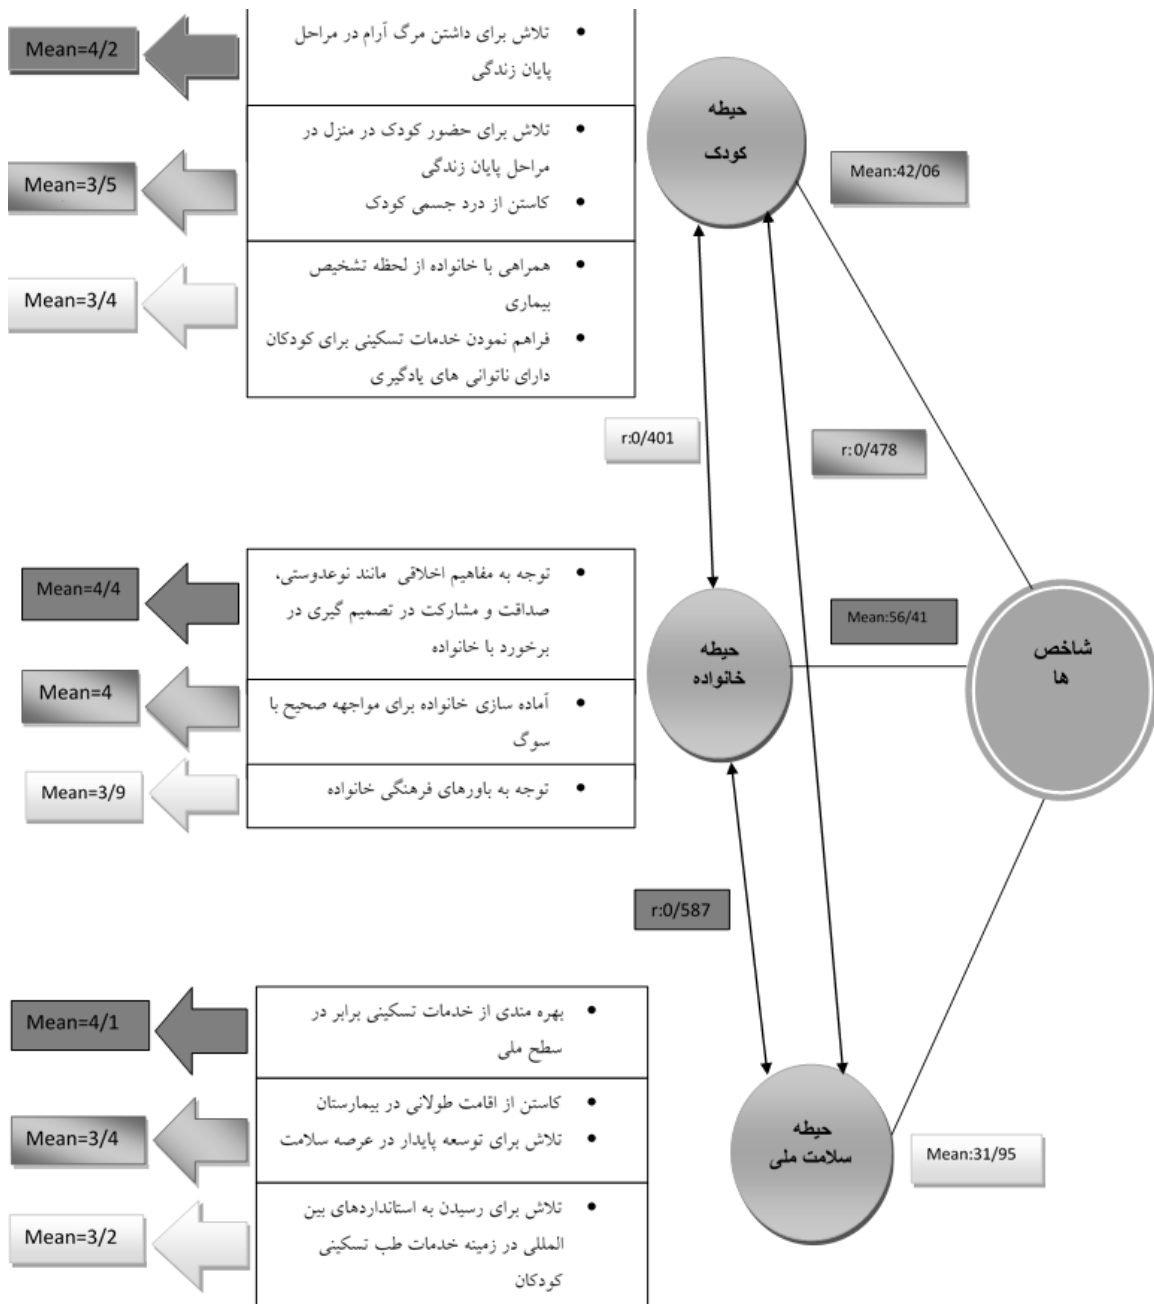 تلاش برای داشتن مرگ آرام در مراحل
پایان زندگی
Mean=4/2
تلاش برای حضور کودک در منزل در
مراحل پایان زندگی
کاستن از درد جسمی کودک
Mean=3/5
همراهی با خانواده از لحظه تشخیص
بیماری
فراهم نمودن خدمات تسکینی برای کودکان
دارای ناتوانی های یادگیری
Mean=3/4
حیطه
کودک
Mean:42/06
r:0/401
r:0/478
توجه به مفاهیم اخلاقی مانند نوعدوستی،
صداقت و مشارکت در تصمیم گیری در
برخورد با خانواده
Mean=4/4
آماده سازی خانواده برای مواجهه صحیح با
سوگ
Mean=4
توجه به باورهای فرهنگی خانواده
Mean=3/9
حیطه
خانواده
Mean:56/41
شاخص
ها
r:0/587
بهره مندی از خدمات تسکینی برابر در
سطح ملی
Mean=4/1
کاستن از اقامت طولانی در بیمارستان
تلاش برای توسعه پایدار در عرصه سلامت
Mean=3/4
تلاش برای رسیدن به استانداردهای بین
المللی در زمینه خدمات طب تسکینی
کودکان
Mean=3/2
حیطه
سلامت ملی
Mean:31/95